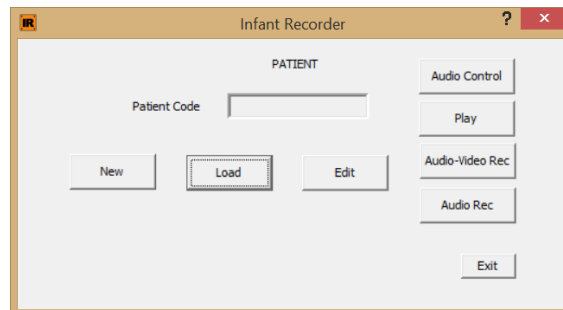 IR Infant Recorder ? ×
PATIENT
Patient Code
New Load Edit
Audio Control
Play
Audio-Video Rec
Audio Rec
Exit